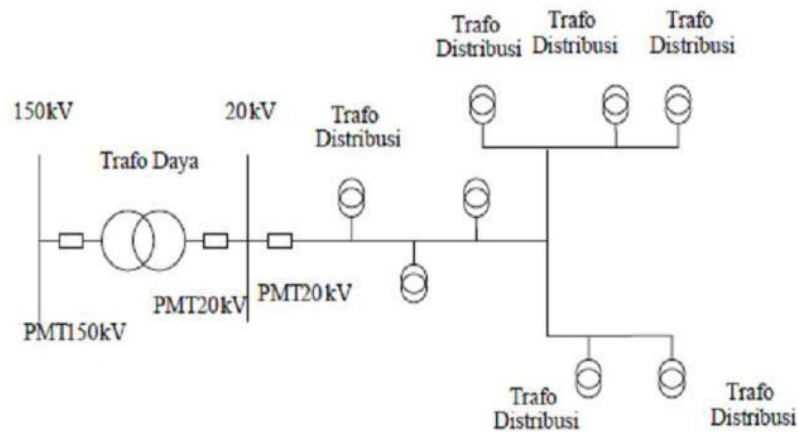 Trafo
Distribusi
Trafo
Distribusi
Trafo
Distribusi
150kV
20kV
Trafo
Distribusi
Trafo Daya
PMT150kV
PMT20kV
PMT20kV
Trafo
Distribusi
Trafo
Distribusi